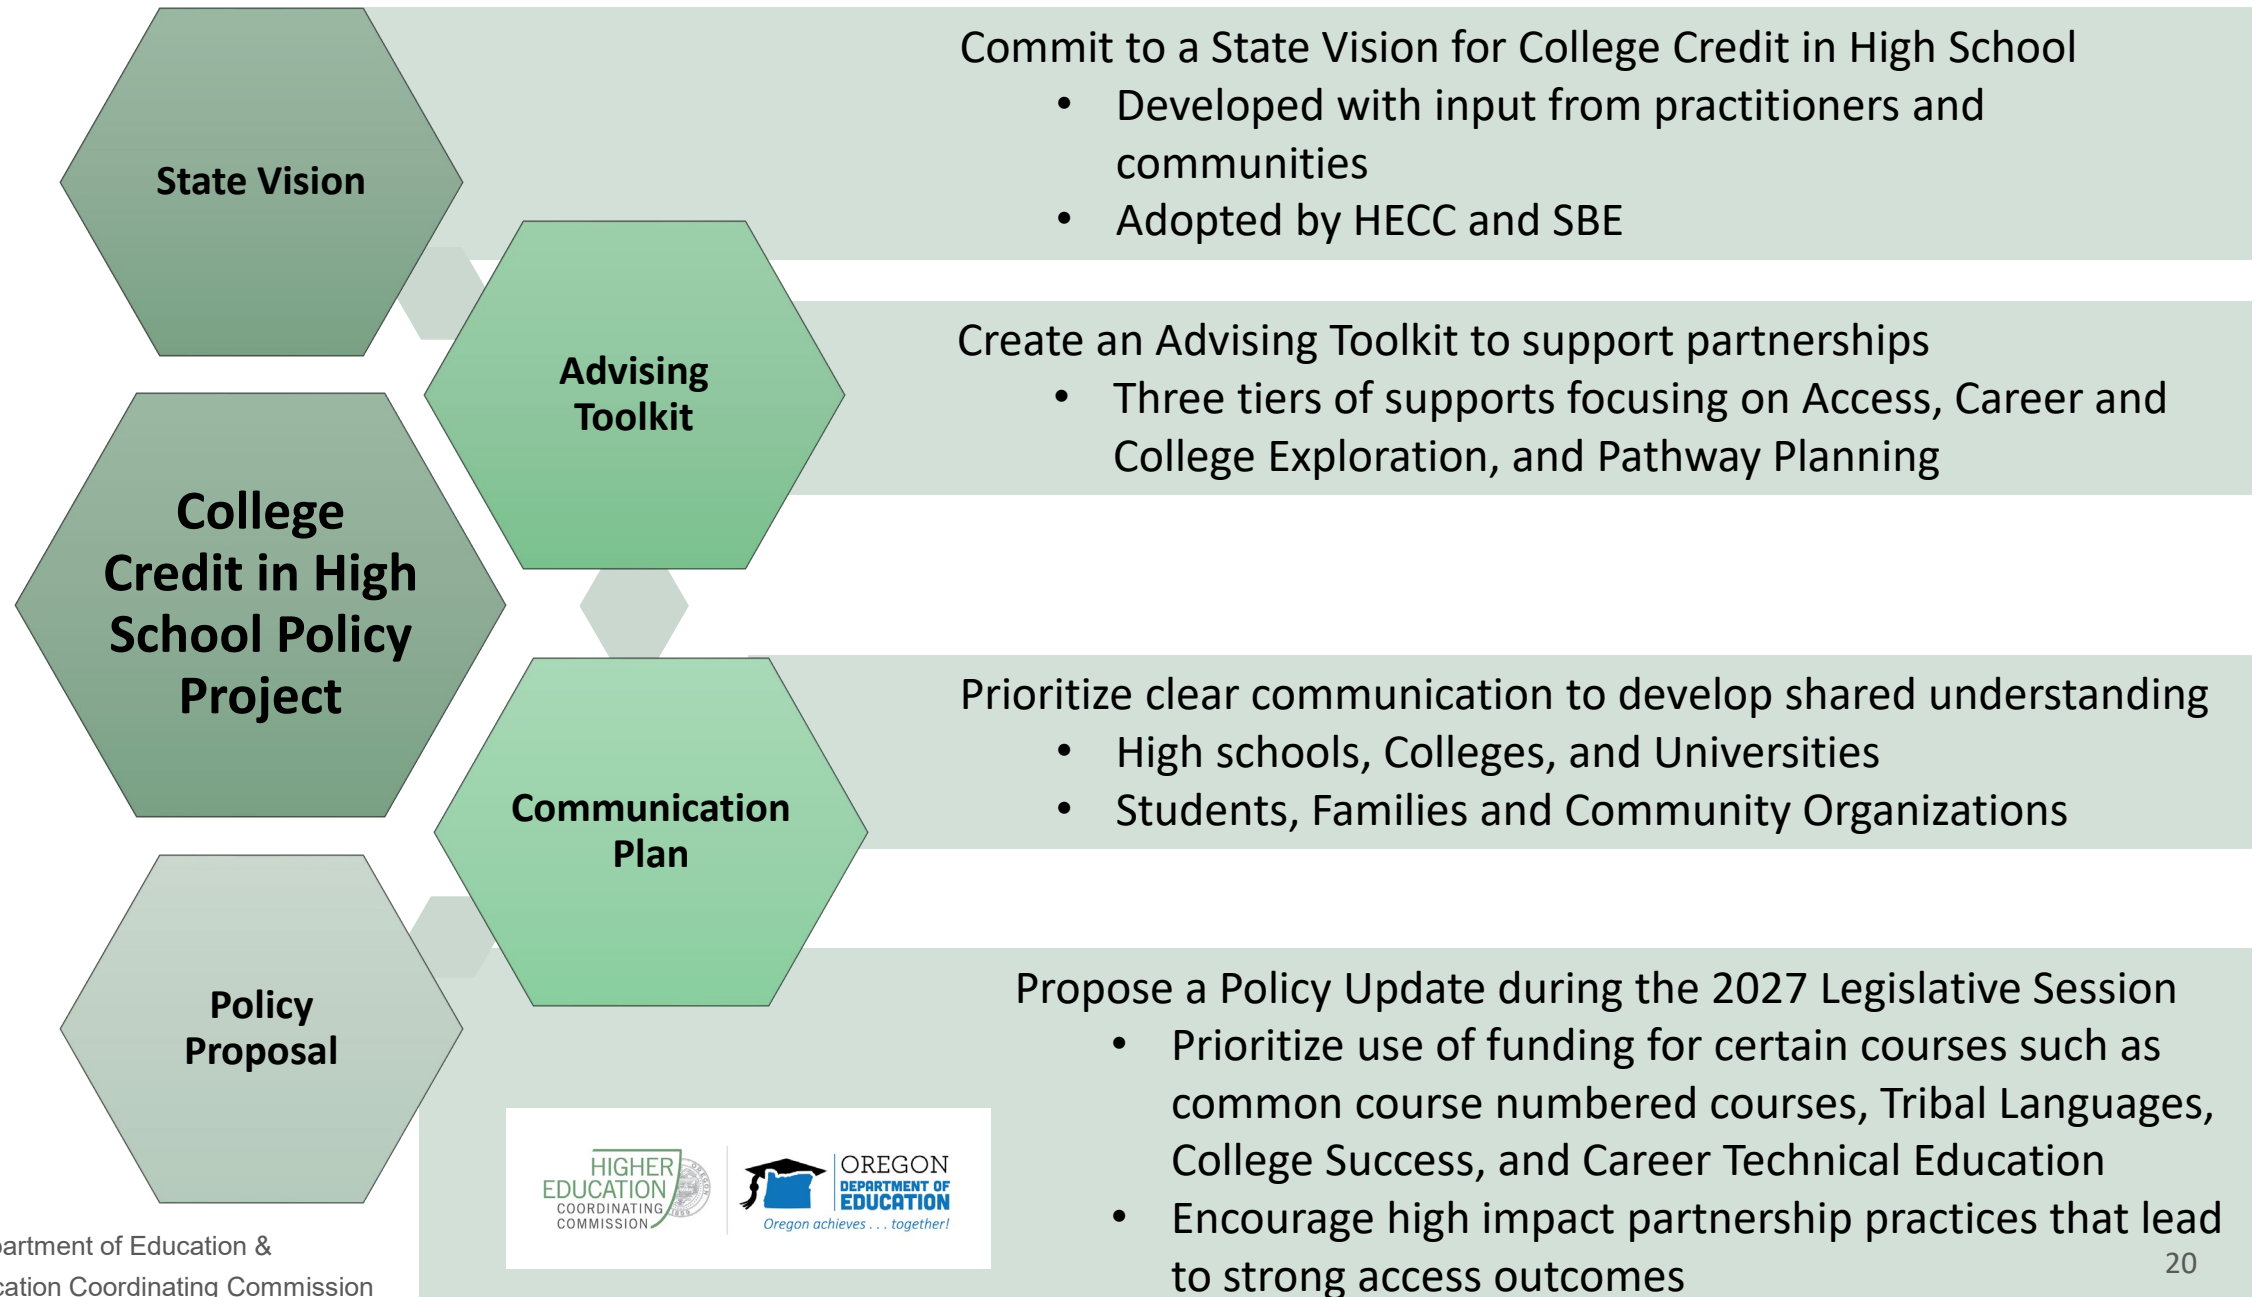 State Vision
Commit to a State Vision for College Credit in High School
• Developed with input from practitioners and
communities
• Adopted by HECC and SBE
Advising
Toolkit
Create an Advising Toolkit to support partnerships
• Three tiers of supports focusing on Access, Career and
College Exploration, and Pathway Planning
College
Credit in High
School Policy
Project
Communication
Plan
Prioritize clear communication to develop shared understanding
• High schools, Colleges, and Universities
• Students, Families and Community Organizations
Policy
Proposal
Propose a Policy Update during the 2027 Legislative Session
• Prioritize use of funding for certain courses such as
common course numbered courses, Tribal Languages,
College Success, and Career Technical Education
• Encourage high impact partnership practices that lead
to strong access outcomes
HIGHER
EDUCATION
COORDINATING
COMMISSION
OREGON
DEPARTMENT OF
EDUCATION
Oregon achieves . . . together!
partment of Education &
cation Coordinating Commission
20